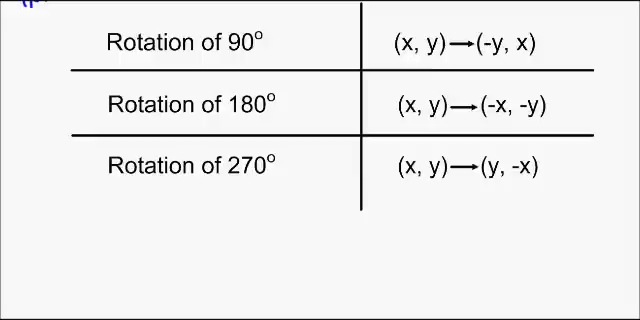 Rotation of 90° (x, y)→(-y, x)
Rotation of 180° (x, y)→(-x, -y)
Rotation of 270° (x, y)→(y, -x)